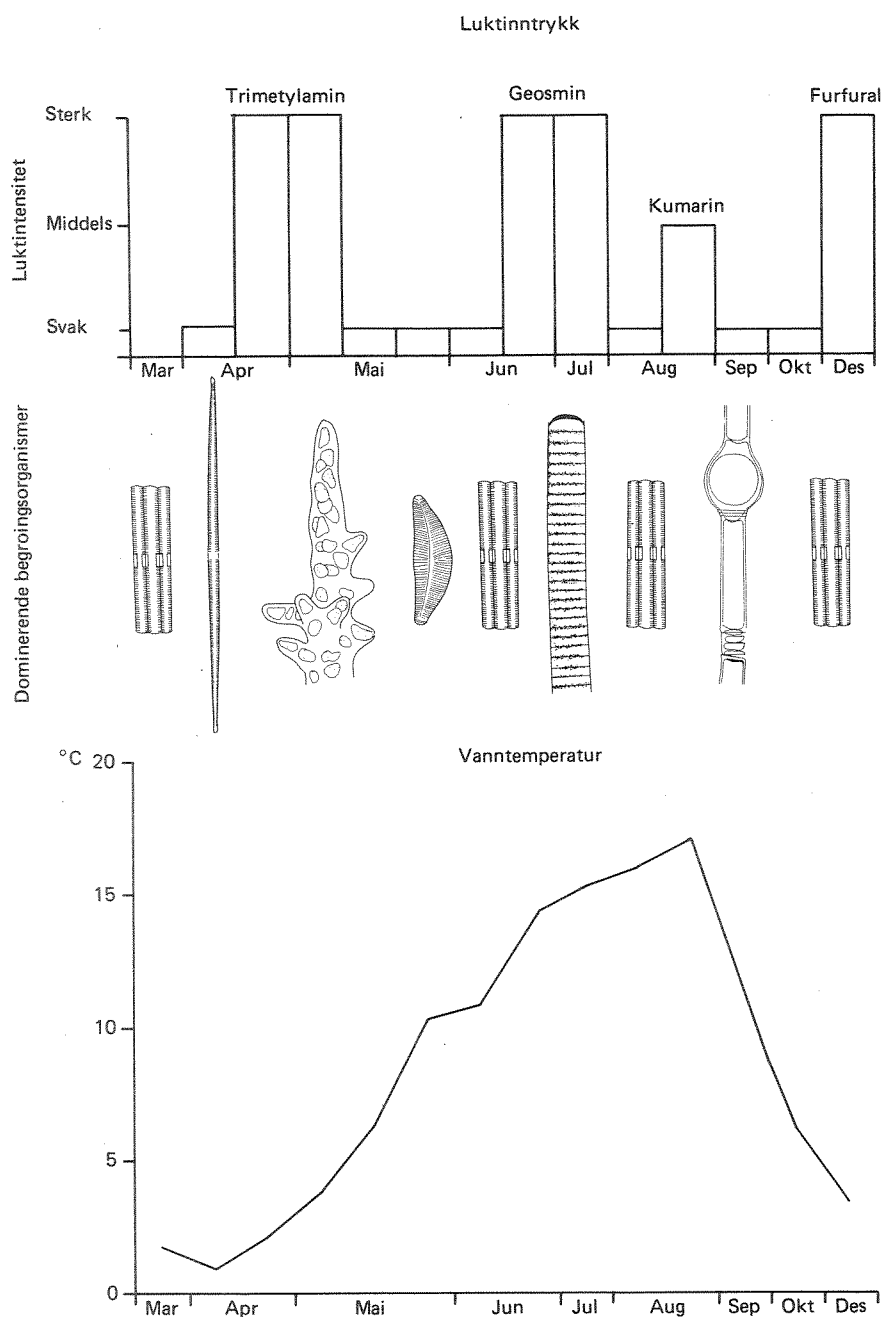 Luktinntrykk
Trimetylamin
Geosmin
Furfural
Kumarin
Luktintensitet
Sterk
Middels
Svak
Mar Apr Mai Jun Jul Aug Sep Okt Des
Dominerende begroingsorganismer
Vanntemperatur
°C 20
15
10
5
0
Mar Apr Mai Jun Jul Aug Sep Okt Des